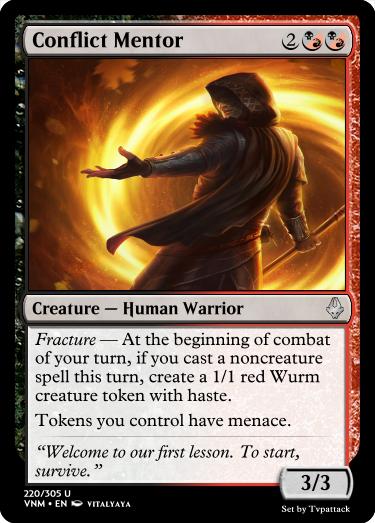 Conflict Mentor 2
Creature — Human Warrior
Fracture — At the beginning of combat
of your turn, if you cast a noncreature
spell this turn, create a 1/1 red Wurm
creature token with haste.
Tokens you control have menace.
“Welcome to our first lesson. To start,
survive.”
3/3
220/305 U
VNM • EN VITALYAYA
Set by Tvpattack